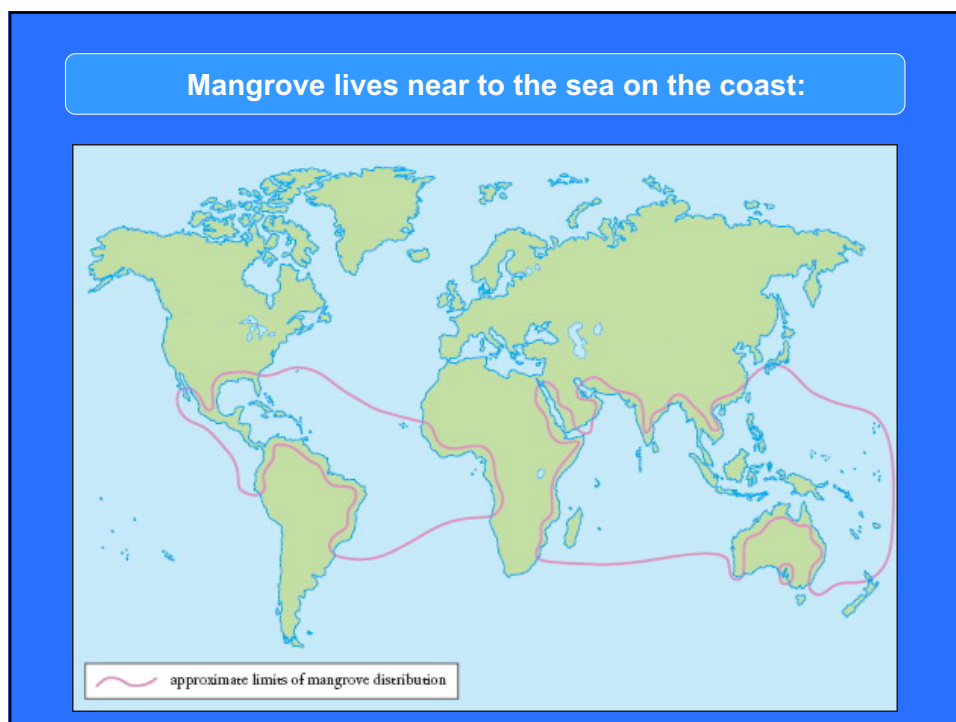 Mangrove lives near to the sea on the coast:
approximate limits of mangrove distribution